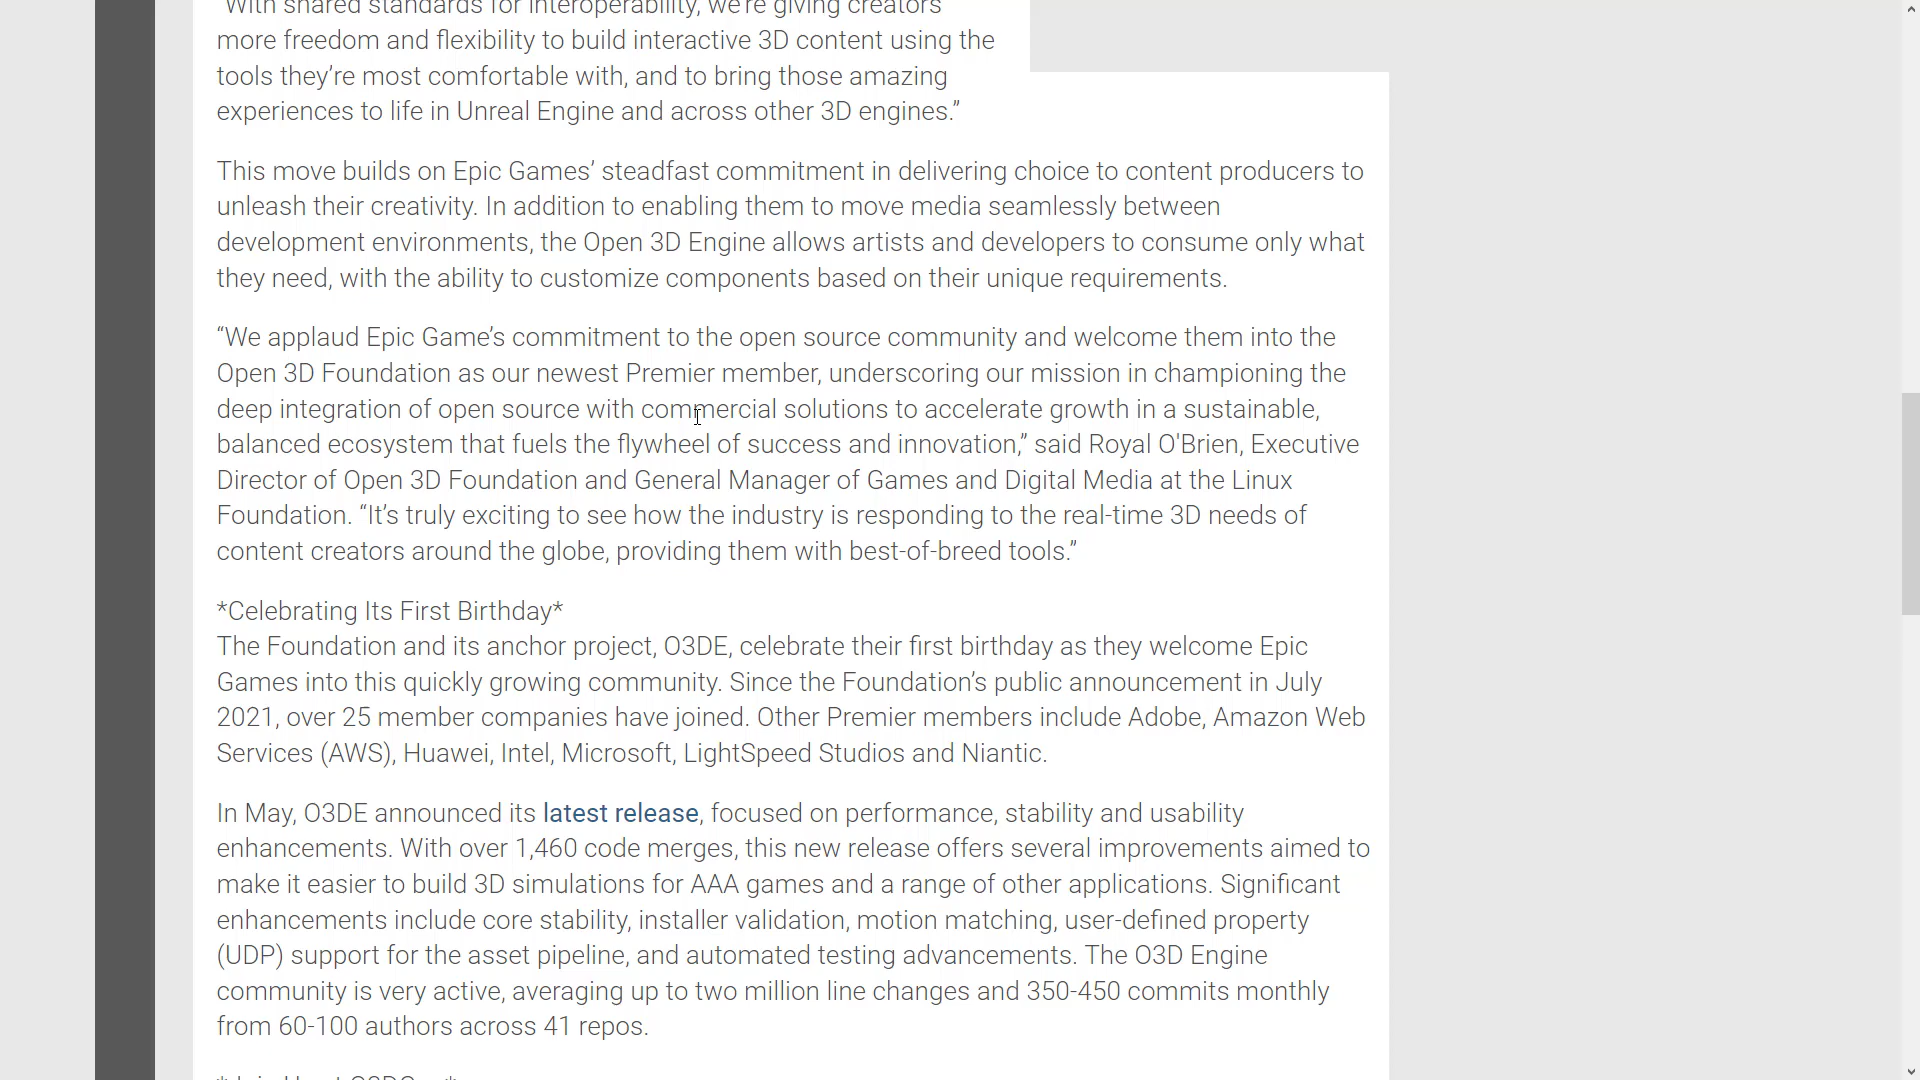 “With shared standards for interoperability, we’re giving creators
more freedom and flexibility to build interactive 3D content using the
tools they’re most comfortable with, and to bring those amazing
experiences to life in Unreal Engine and across other 3D engines.”
This move builds on Epic Games’ steadfast commitment in delivering choice to content producers to
unleash their creativity. In addition to enabling them to move media seamlessly between
development environments, the Open 3D Engine allows artists and developers to consume only what
they need, with the ability to customize components based on their unique requirements.
“We applaud Epic Game’s commitment to the open source community and welcome them into the
Open 3D Foundation as our newest Premier member, underscoring our mission in championing the
deep integration of open source with commercial solutions to accelerate growth in a sustainable,
balanced ecosystem that fuels the flywheel of success and innovation,” said Royal O'Brien, Executive
Director of Open 3D Foundation and General Manager of Games and Digital Media at the Linux
Foundation. “It’s truly exciting to see how the industry is responding to the real-time 3D needs of
content creators around the globe, providing them with best-of-breed tools.”
*Celebrating Its First Birthday*
The Foundation and its anchor project, O3DE, celebrate their first birthday as they welcome Epic
Games into this quickly growing community. Since the Foundation’s public announcement in July
2021, over 25 member companies have joined. Other Premier members include Adobe, Amazon Web
Services (AWS), Huawei, Intel, Microsoft, LightSpeed Studios and Niantic.
In May, O3DE announced its latest release, focused on performance, stability and usability
enhancements. With over 1,460 code merges, this new release offers several improvements aimed to
make it easier to build 3D simulations for AAA games and a range of other applications. Significant
enhancements include core stability, installer validation, motion matching, user-defined property
(UDP) support for the asset pipeline, and automated testing advancements. The O3D Engine
community is very active, averaging up to two million line changes and 350-450 commits monthly
from 60-100 authors across 41 repos.